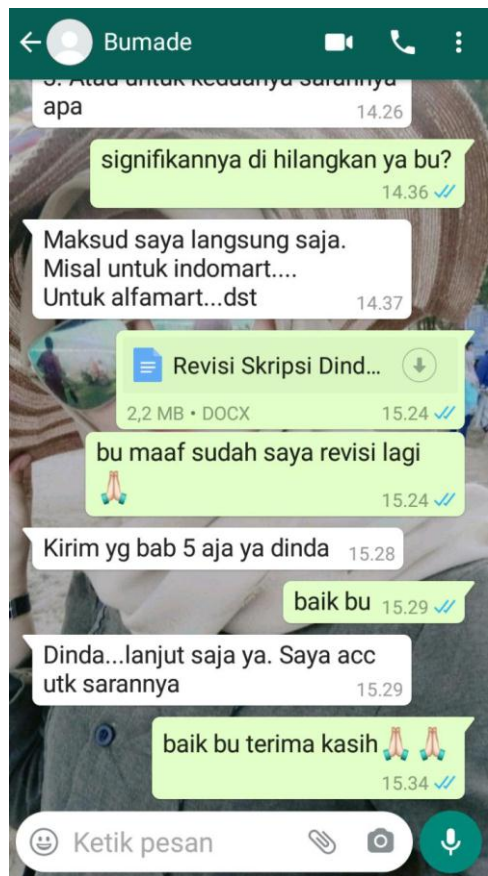 Bumade
3. Atau untuk keduanya sarannya
apa
14.26
signifikannya di hilangkan ya bu?
14.36
Maksud saya langsung saja.
Misal untuk indomart....
Untuk alfamart...dst
14.37
Revisi Skripsi Dind...
2,2 MB • DOCX
15.24
bu maaf sudah saya revisi lagi
15.24
Kirim yg bab 5 aja ya dinda
15.28
baik bu
15.29
Dinda...lanjut saja ya. Saya acc
utk sarannya
15.29
baik bu terima kasih
15.34
Ketik pesan